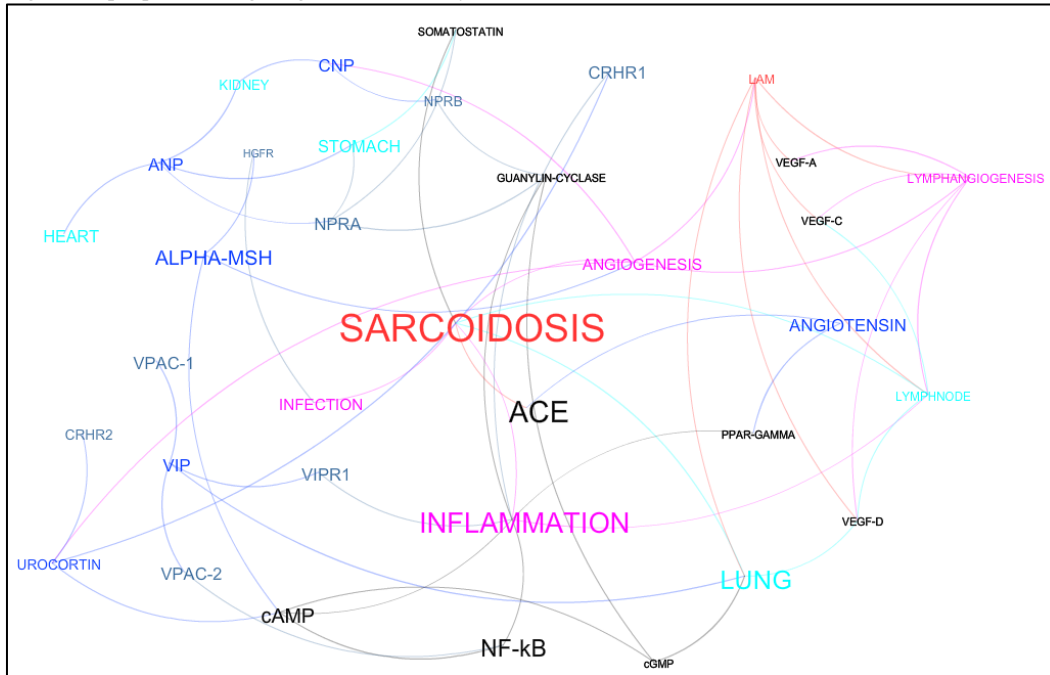 SOMATOSTATIN
CNP
CRHR1
LAM
KIDNEY
NPRB
HGFR
STOMACH
VEGF-A
ANP
GUANYLIN-CYCLASE
LYMPHANGIOGENESIS
NPRA
VEGF-C
HEART
ALPHA-MSH
ANGIOGENESIS
SARCOIDOSIS
ANGIOTENSIN
VPAC-1
INFECTION
ACE
LYMPHNODE
CRHR2
PPAR-GAMMA
VIP
VIPR1
INFLAMMATION
VEGF-D
UROCORTIN
VPAC-2
LUNG
cAMP
NF-kB
cGMP